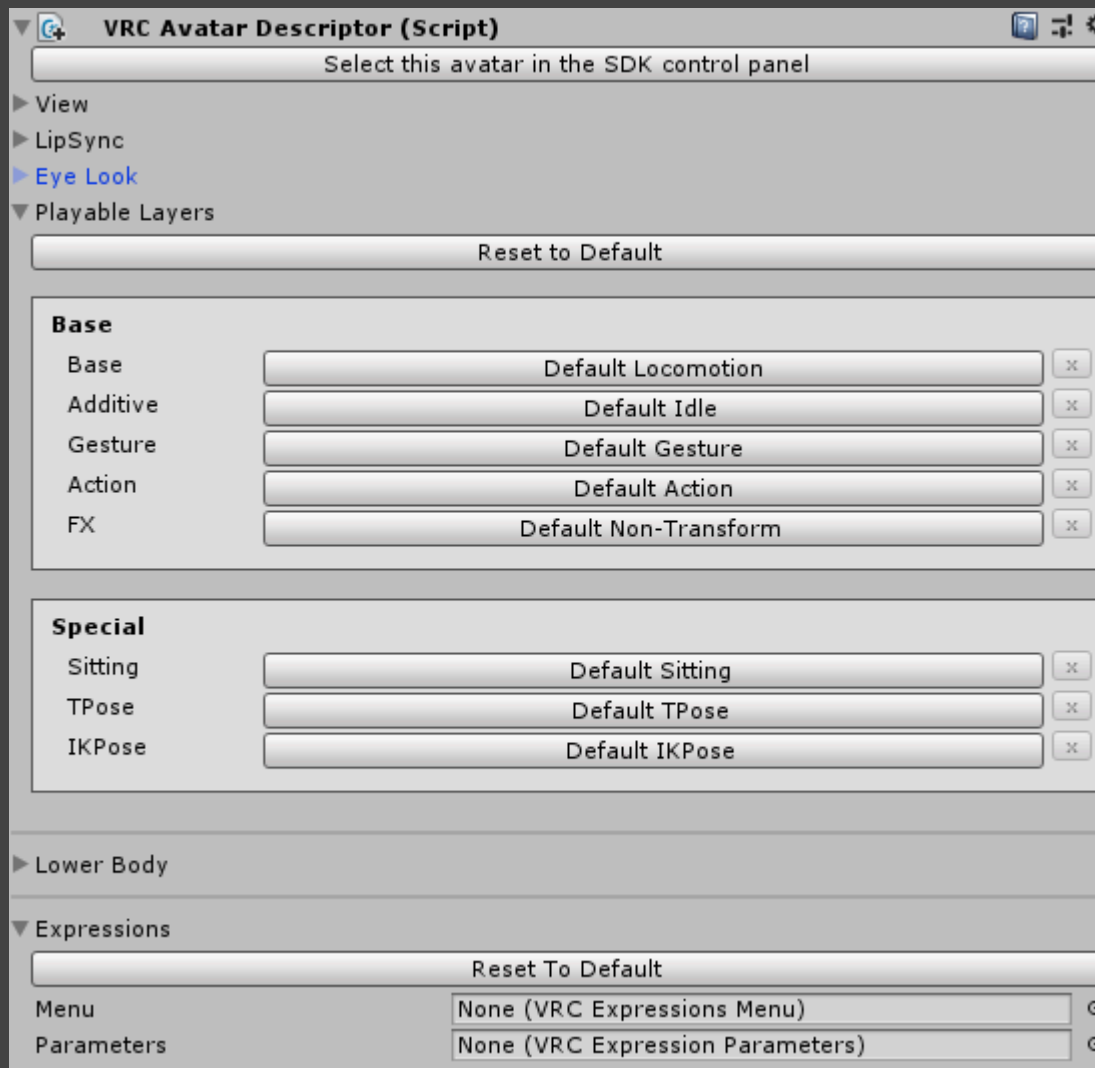 VRC Avatar Descriptor (Script)
Select this avatar in the SDK control panel
View
LipSync
Eye Look
Playable Layers
Reset to Default
Base
Base Default Locomotion x
Additive Default Idle x
Gesture Default Gesture x
Action Default Action x
FX Default Non-Transform x
Special
Sitting Default Sitting x
TPose Default TPose x
IKPose Default IKPose x
Lower Body
Expressions
Reset To Default
Menu None (VRC Expressions Menu)
Parameters None (VRC Expression Parameters)